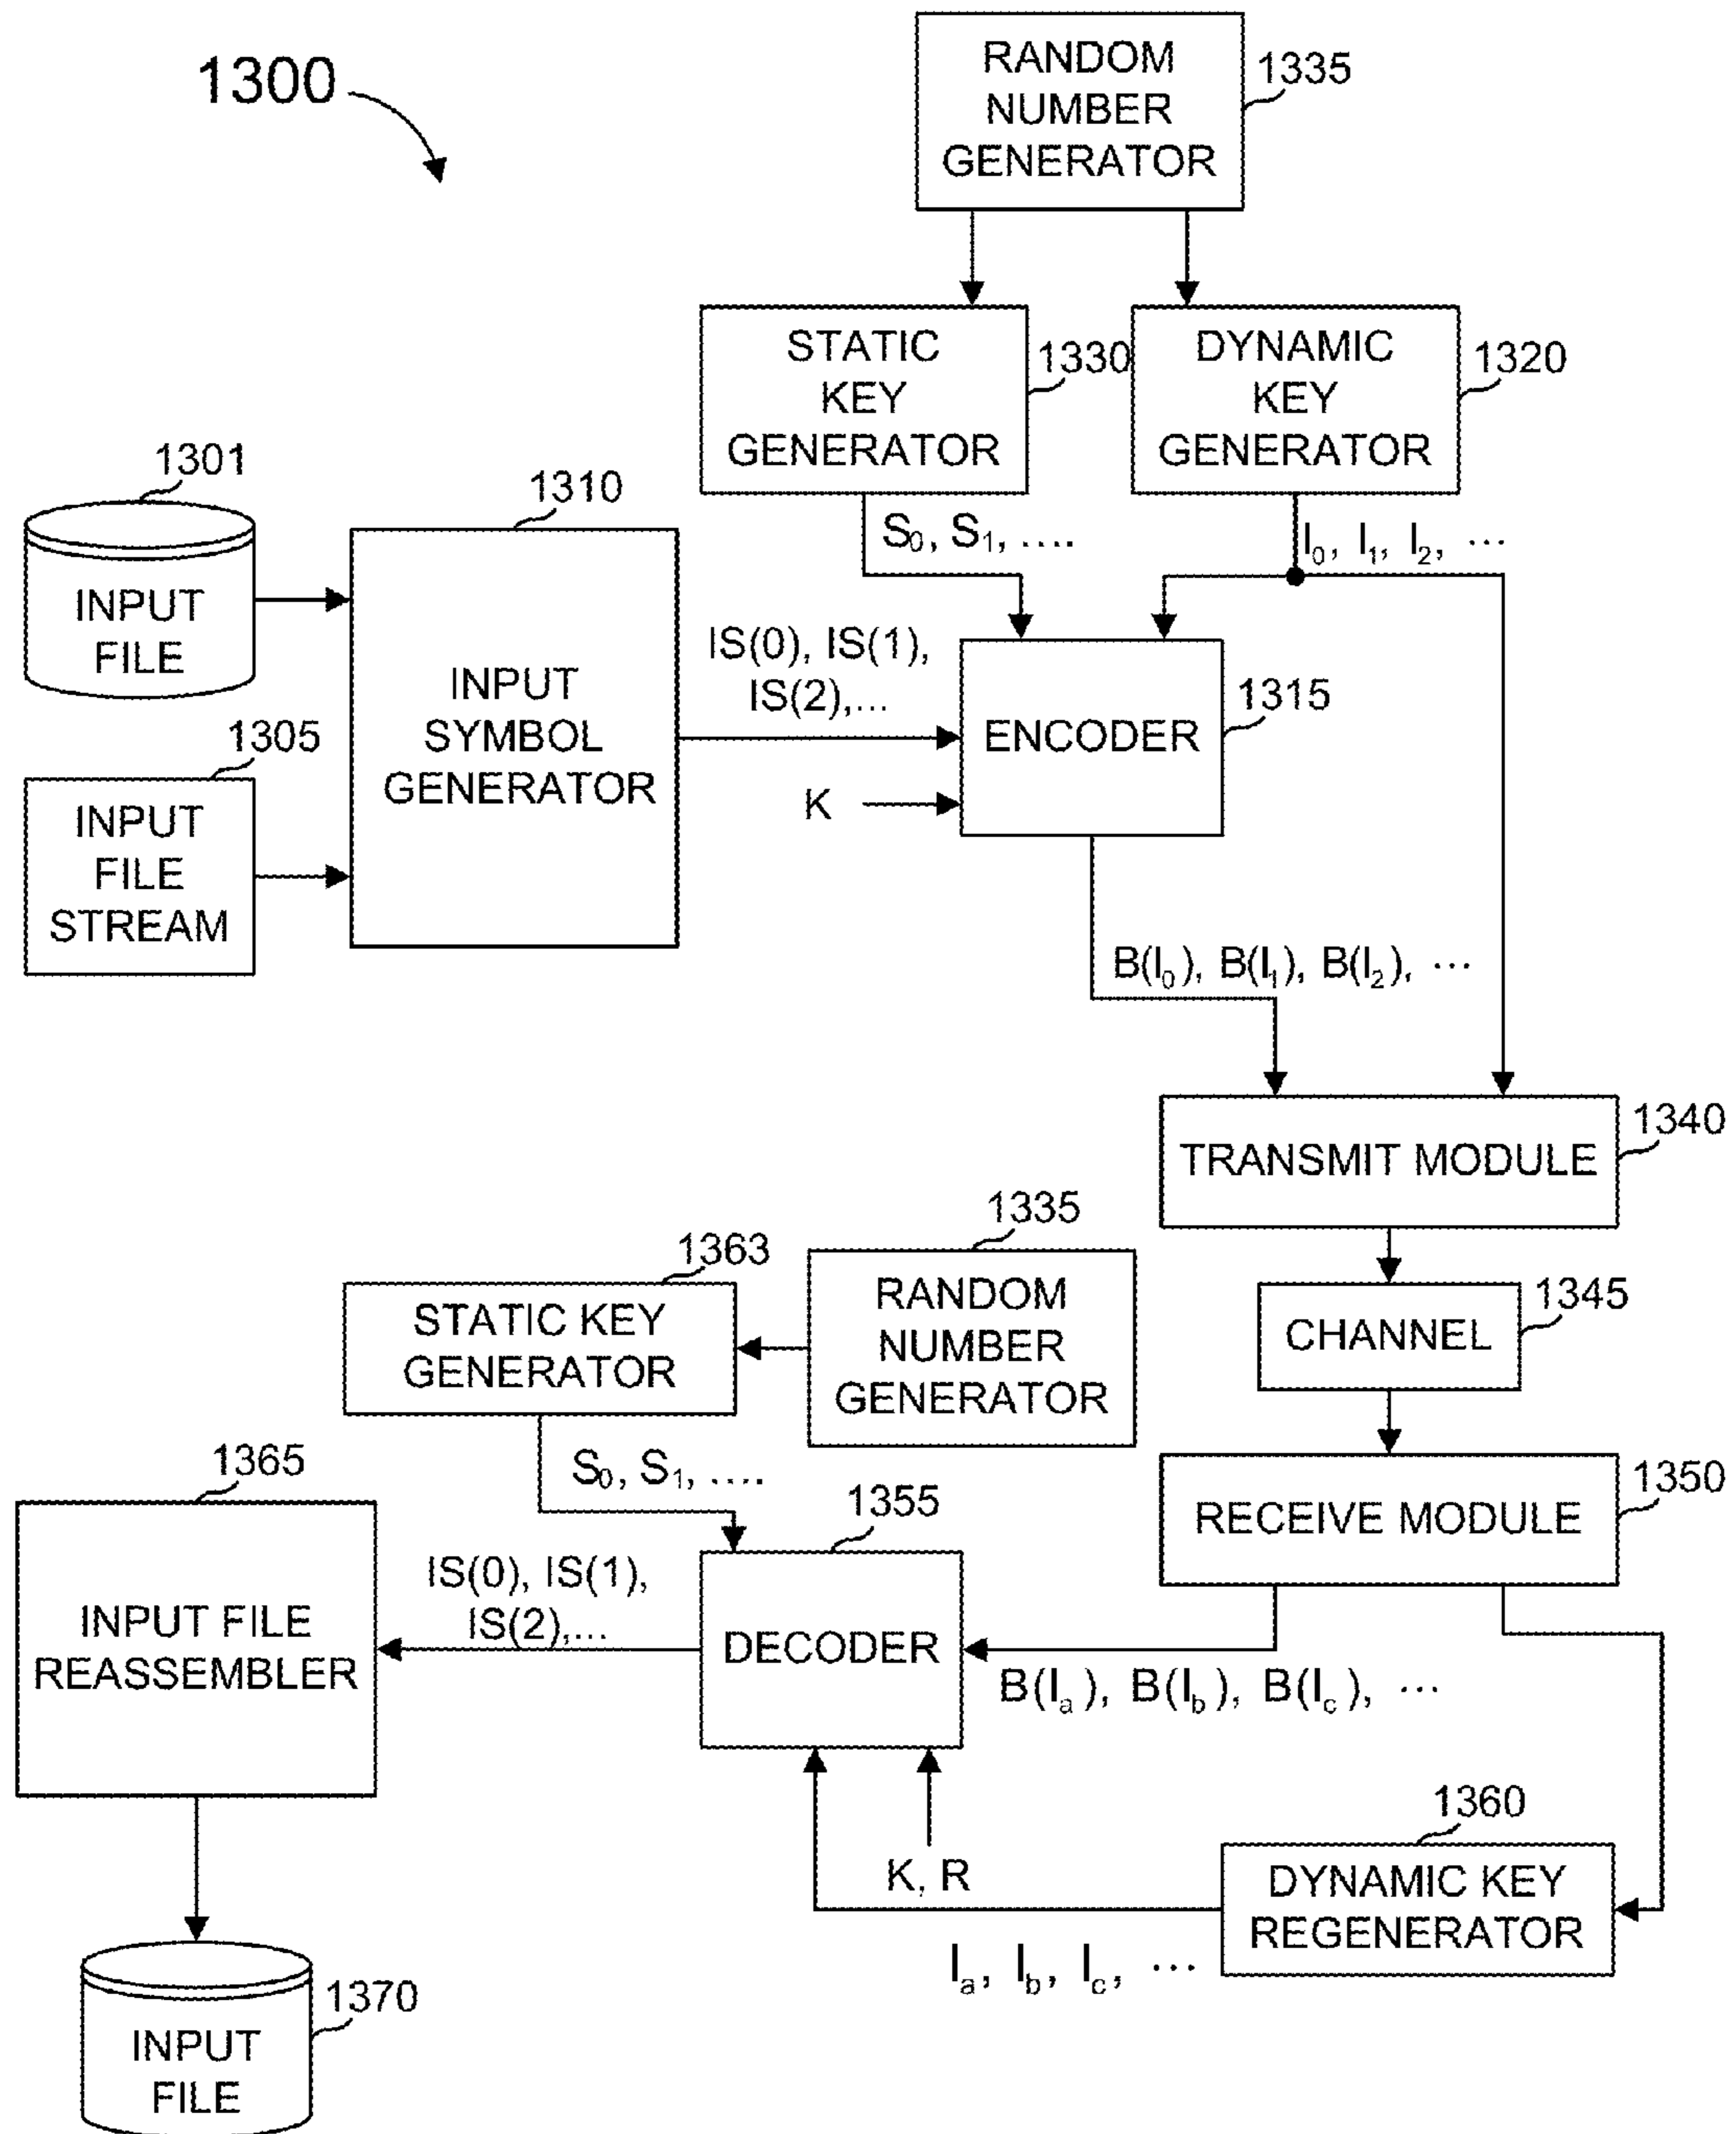 1300
RANDOM
NUMBER
GENERATOR
1335
STATIC
KEY
GENERATOR
1330
DYNAMIC
KEY
GENERATOR
1320
S₀, S₁, ....
I₀, I₁, I₂, ...
1301
INPUT
FILE
1305
INPUT
FILE
STREAM
1310
INPUT
SYMBOL
GENERATOR
IS(0), IS(1),
IS(2),...
K
ENCODER
1315
B(I₀), B(I₁), B(I₂), ...
1340
TRANSMIT MODULE
1345
CHANNEL
1350
RECEIVE MODULE
1335
RANDOM
NUMBER
GENERATOR
1363
STATIC KEY
GENERATOR
S₀, S₁, ....
1355
DECODER
B(Iₐ), B(I_b), B(I_c), ...
1365
INPUT FILE
REASSEMBLER
IS(0), IS(1),
IS(2),...
K, R
1360
DYNAMIC KEY
REGENERATOR
Iₐ, I_b, I_c, ...
1370
INPUT
FILE